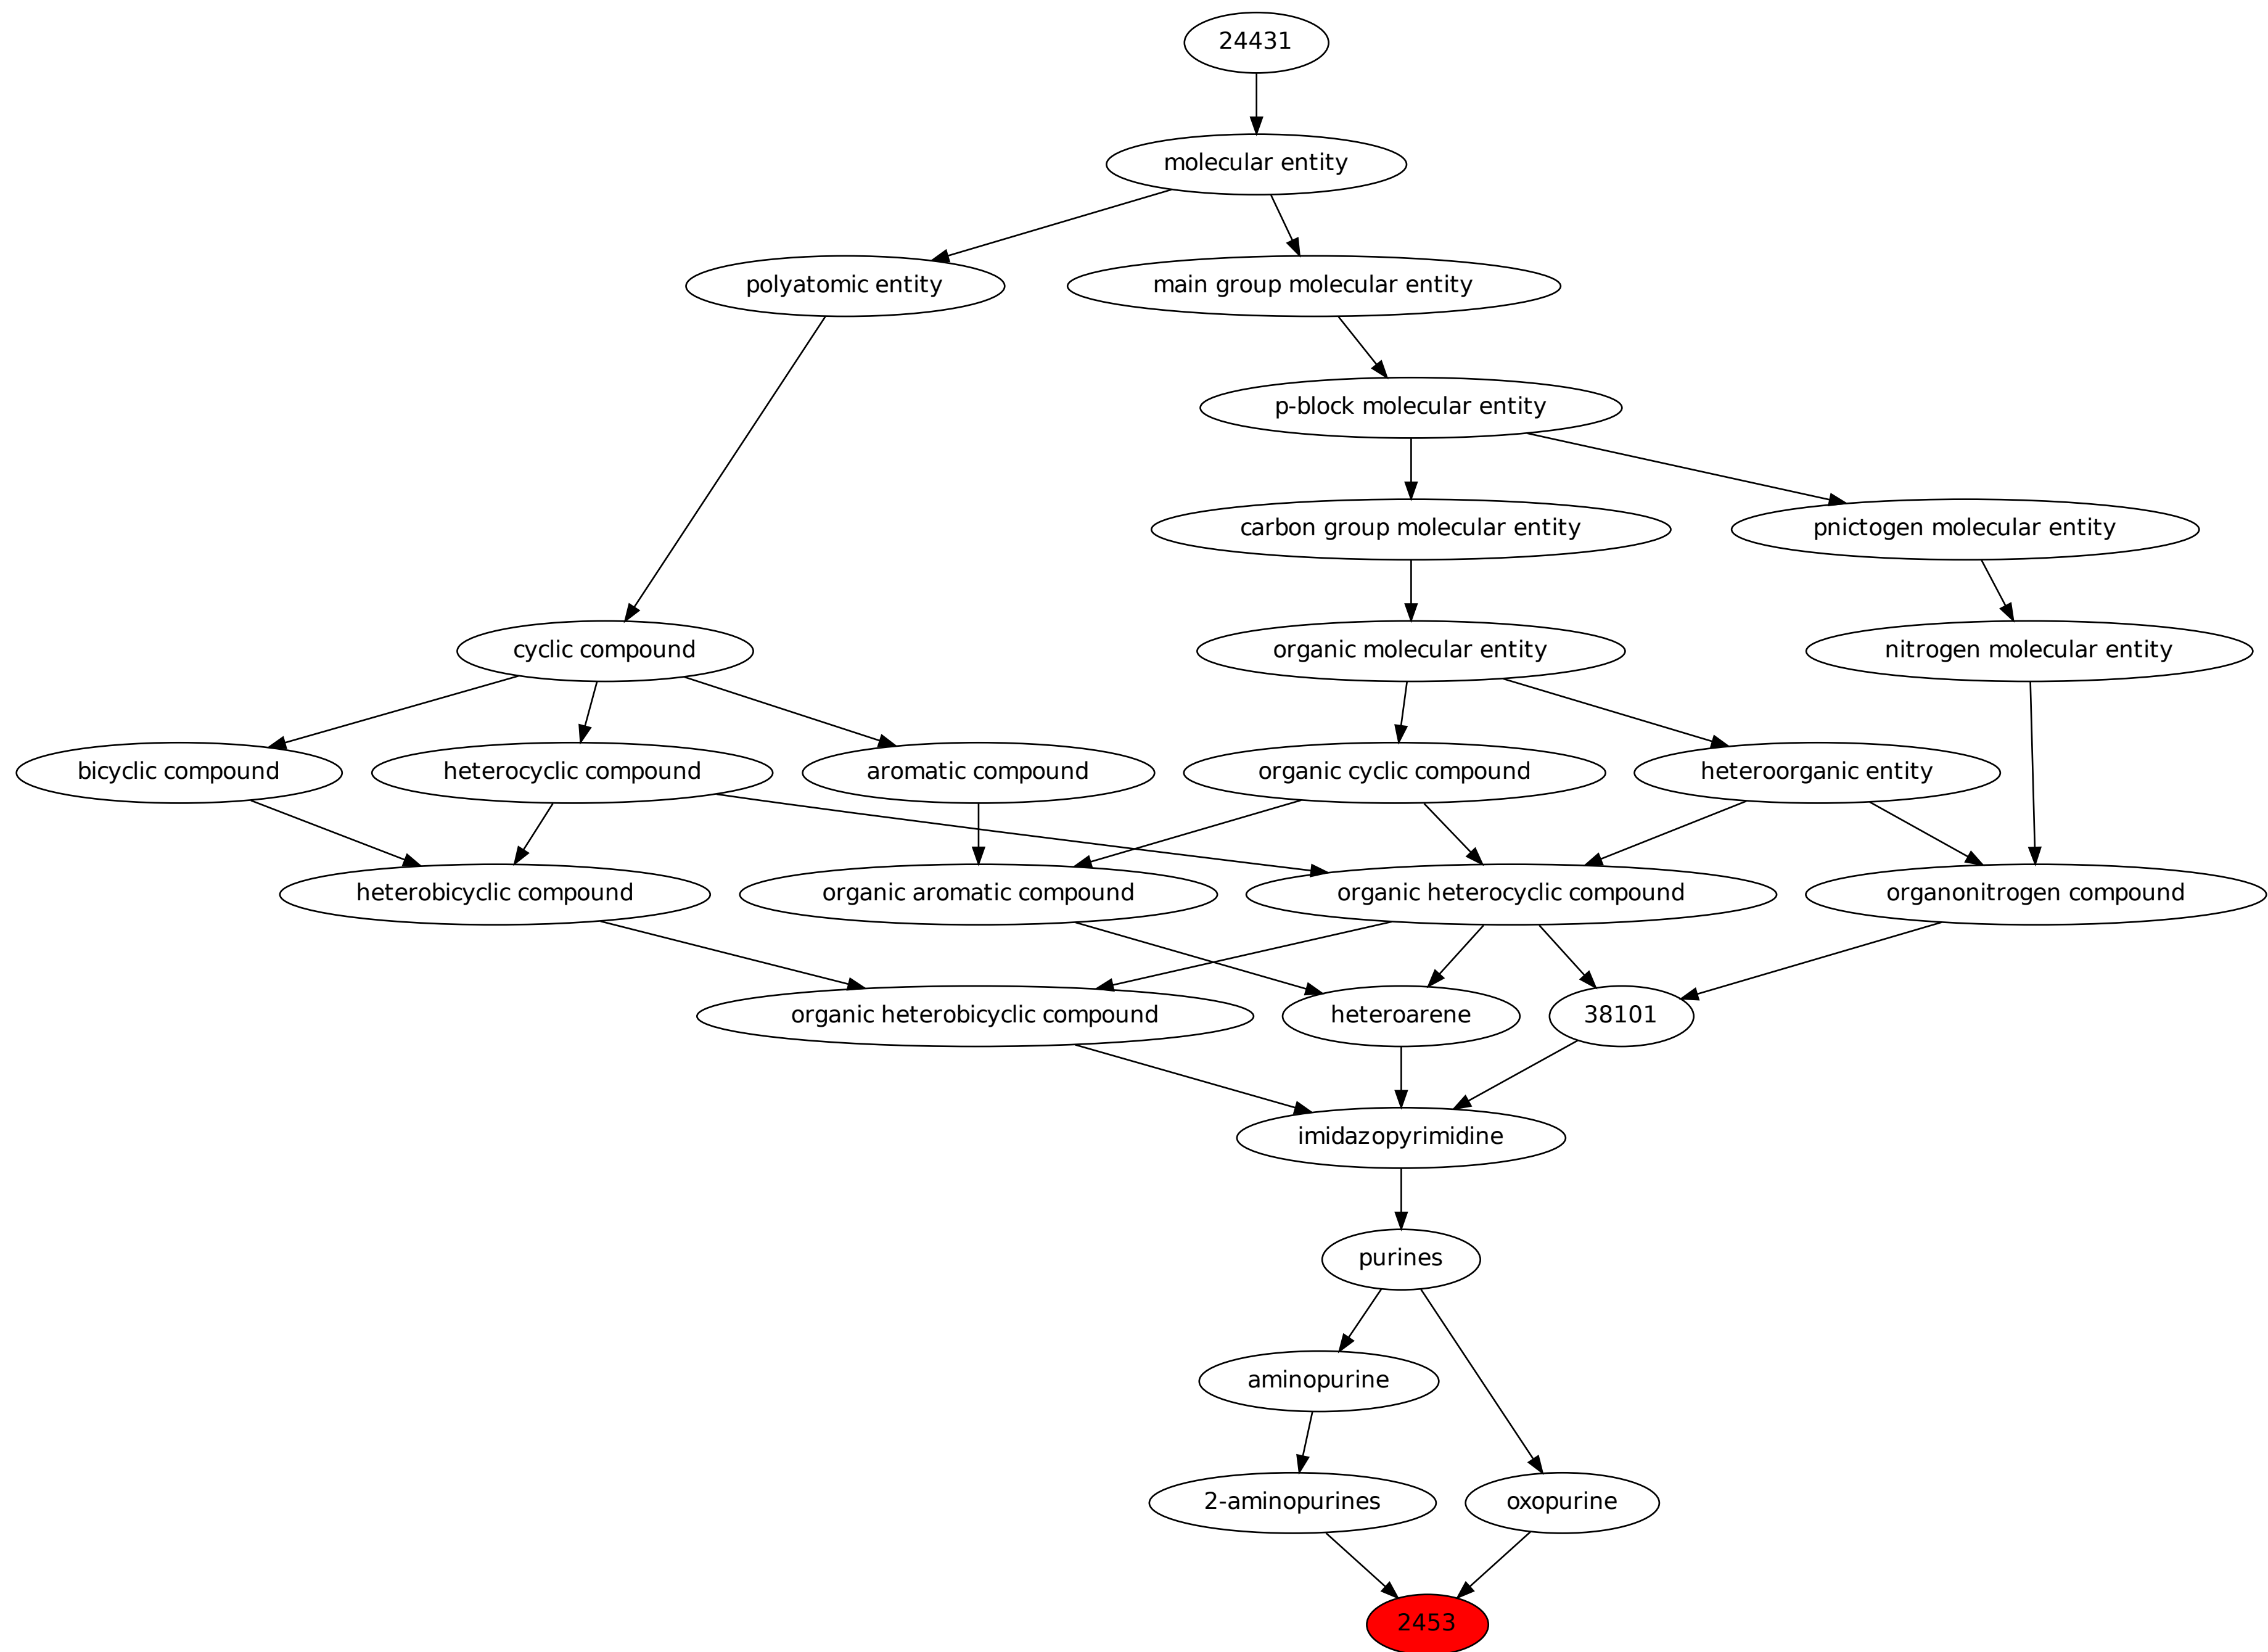 24431
molecular entity
polyatomic entity
main group molecular entity
p-block molecular entity
carbon group molecular entity
pnictogen molecular entity
cyclic compound
organic molecular entity
nitrogen molecular entity
bicyclic compound
heterocyclic compound
aromatic compound
organic cyclic compound
heteroorganic entity
heterobicyclic compound
organic aromatic compound
organic heterocyclic compound
organonitrogen compound
organic heterobicyclic compound
heteroarene
38101
imidazopyrimidine
purines
aminopurine
2-aminopurines
oxopurine
2453